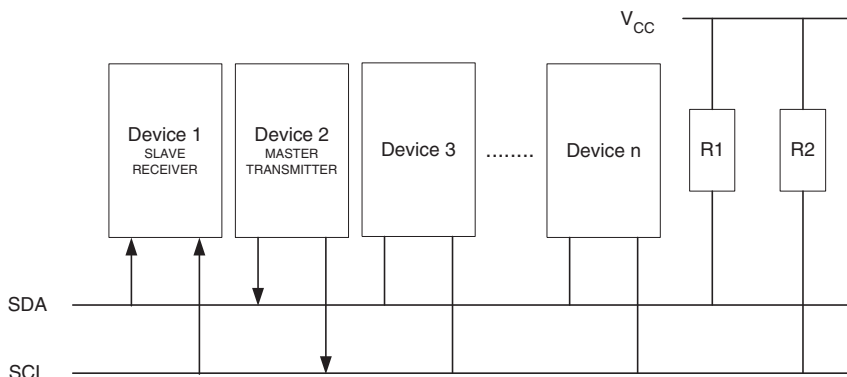 VCC
Device 1
SLAVE
RECEIVER
Device 2
MASTER
TRANSMITTER
Device 3
........
Device n
R1
R2
SDA
SCL